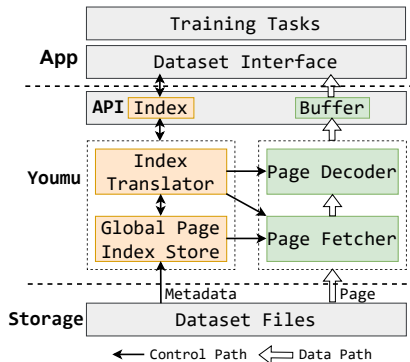 Training Tasks
App
Dataset Interface
API Index Buffer
Youmu
Index
Translator
Page Decoder
Global Page
Index Store
Page Fetcher
Metadata
Page
Storage
Dataset Files
Control Path
Data Path